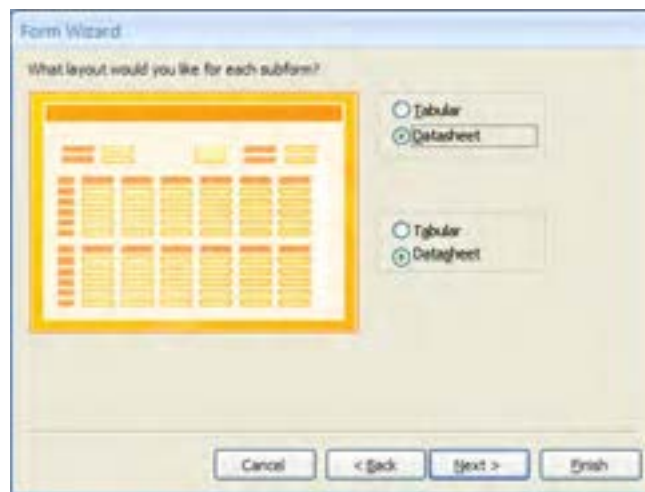 Form Wizard
What layout would you like for each subform?
Tabular
Datasheet
Tabular
Datasheet
Cancel
< Back
Next >
Finish